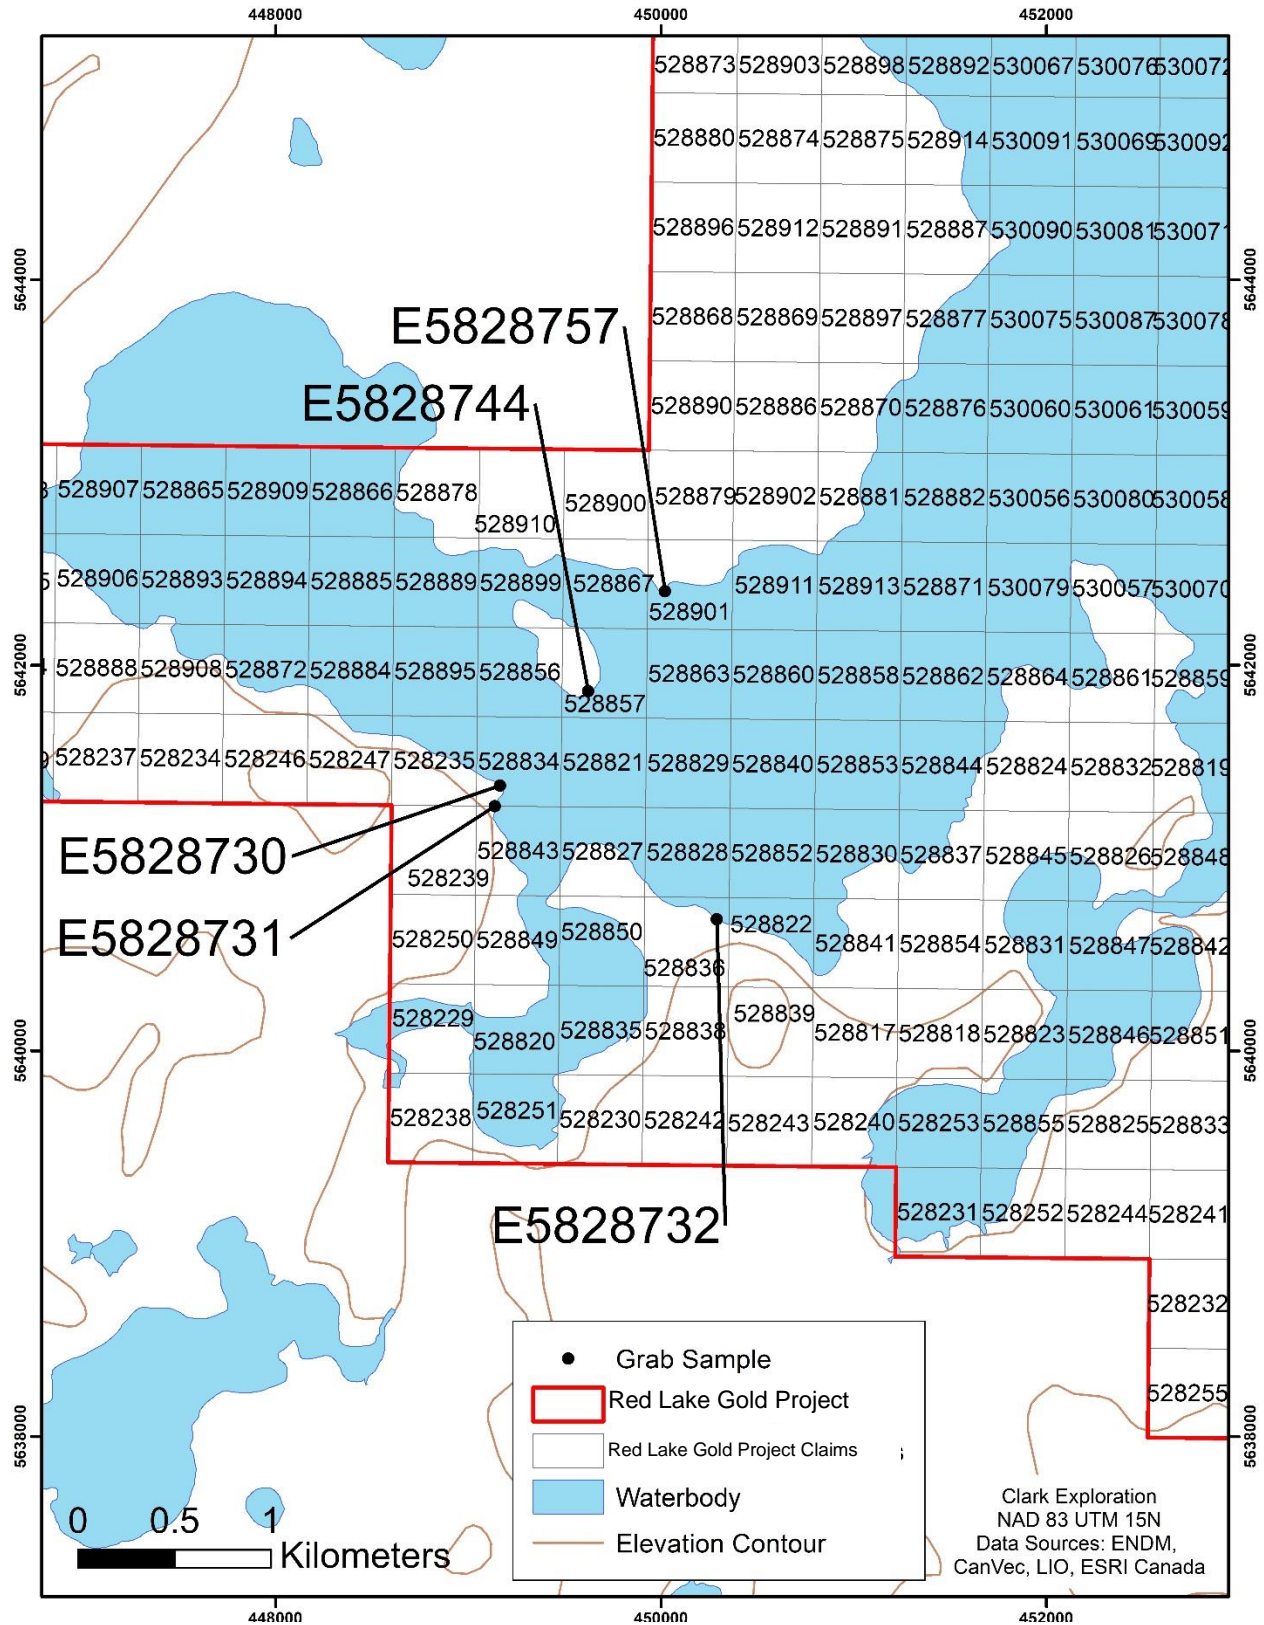 448000 450000 452000
528873 528903 528898 528892 530067 530076 530072
528880 528874 528875 528914 530091 530069 530092
528896 528912 528891 528887 530090 530081 530071
5644000 5644000
E5828757
528868 528869 528897 528877 530075 530087 530078
E5828744
528890 528886 528870 528876 530060 530061 530059
528907 528865 528909 528866 528878 528900 528879 528902 528881 528882 530056 530080 530058
528910
528906 528893 528894 528885 528889 528899 528867 528911 528913 528871 530079 530057 530070
528901
5642000 5642000
528888 528908 528872 528884 528895 528856 528863 528860 528858 528862 528864 528861 528859
528857
528237 528234 528246 528247 528235 528834 528821 528829 528840 528853 528844 528824 528832 528819
E5828730
528843 528827 528828 528852 528830 528837 528845 528826 528848
528239
E5828731
528250 528849 528850 528822 528841 528854 528831 528847 528842
528836
528229 528839
528820 528835 528838 528817 528818 528823 528846 528851
5640000 5640000
528238 528251 528230 528242 528243 528240 528253 528855 528825 528833
E5828732
528231 528252 528244 528241
528232
528255
5638000 5638000
Grab Sample
Red Lake Gold Project
Red Lake Gold Project Claims
Waterbody
Elevation Contour
0 0.5 1
Kilometers
Clark Exploration
NAD 83 UTM 15N
Data Sources: ENDM,
CanVec, LIO, ESRI Canada
448000 450000 452000